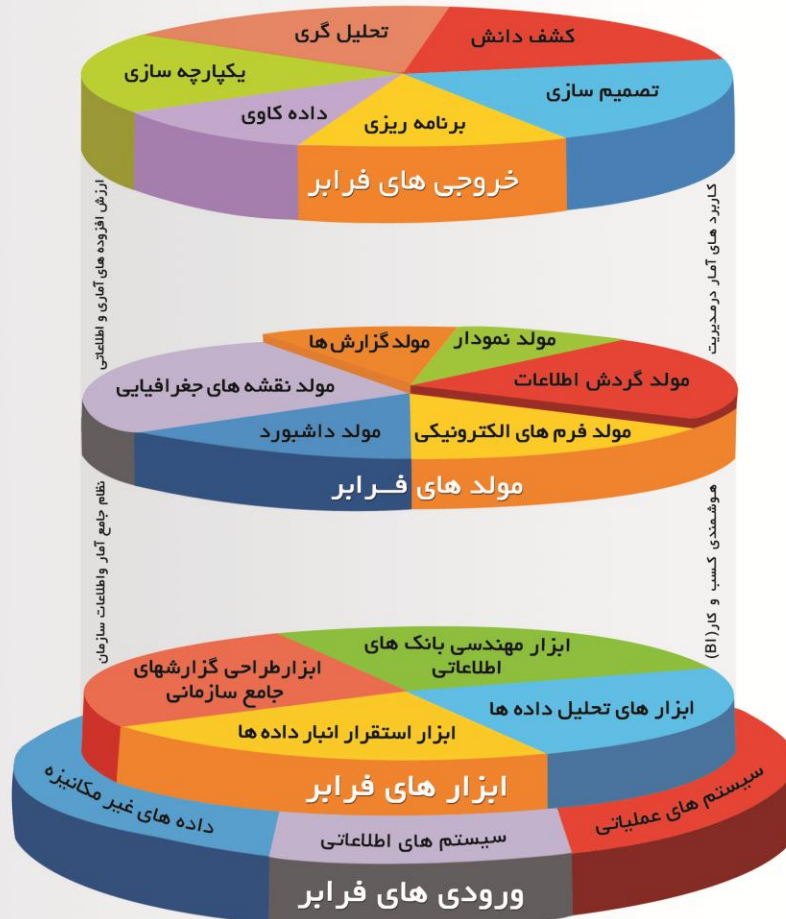 کشف دانش
تحلیل گری
تصمیم سازی
یکپارچه سازی
برنامه ریزی
داده کاوی
خروجی های فرابر
کاربرد های آمار درمدیریت
ارزش افزوده های آماری و اطلاعاتی
مولد نمودار
مولد گزارش ها
مولد گردش اطلاعات
مولد نقشه های جغرافیایی
مولد فرم های الکترونیکی
مولد داشبورد
مولد های فـرابر
هوشمندی کسب و کار(BI)
نظام جامع آمار واطلاعات سازمان
ابزار مهندسی بانک های
اطلاعاتی
ابزارطراحی گزارشهای
جامع سازمانی
ابزار های تحلیل داده ها
ابزار استقرار انبار داده ها
ابزار های فرابر
سیستم های عملیاتی
سیستم های اطلاعاتی
داده های غیر مکانیزه
ورودی های فرابر